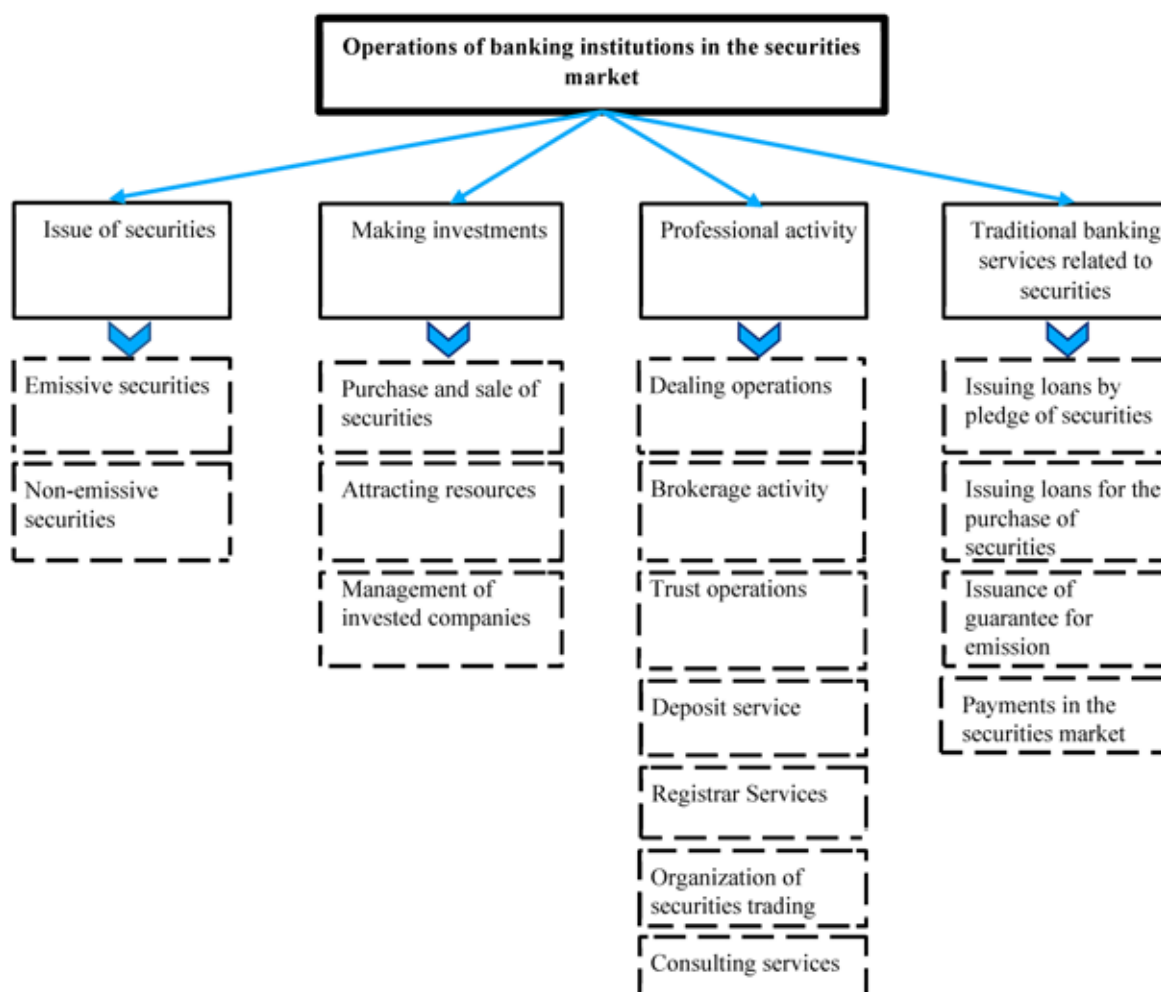 Operations of banking institutions in the securities
market
Issue of securities
Making investments
Professional activity
Traditional banking
services related to
securities
Emissive securities
Non-emissive
securities
Purchase and sale of
securities
Attracting resources
Management of
invested companies
Dealing operations
Brokerage activity
Trust operations
Deposit service
Registrar Services
Organization of
securities trading
Consulting services
Issuing loans by
pledge of securities
Issuing loans for the
purchase of
securities
Issuance of
guarantee for
emission
Payments in the
securities market